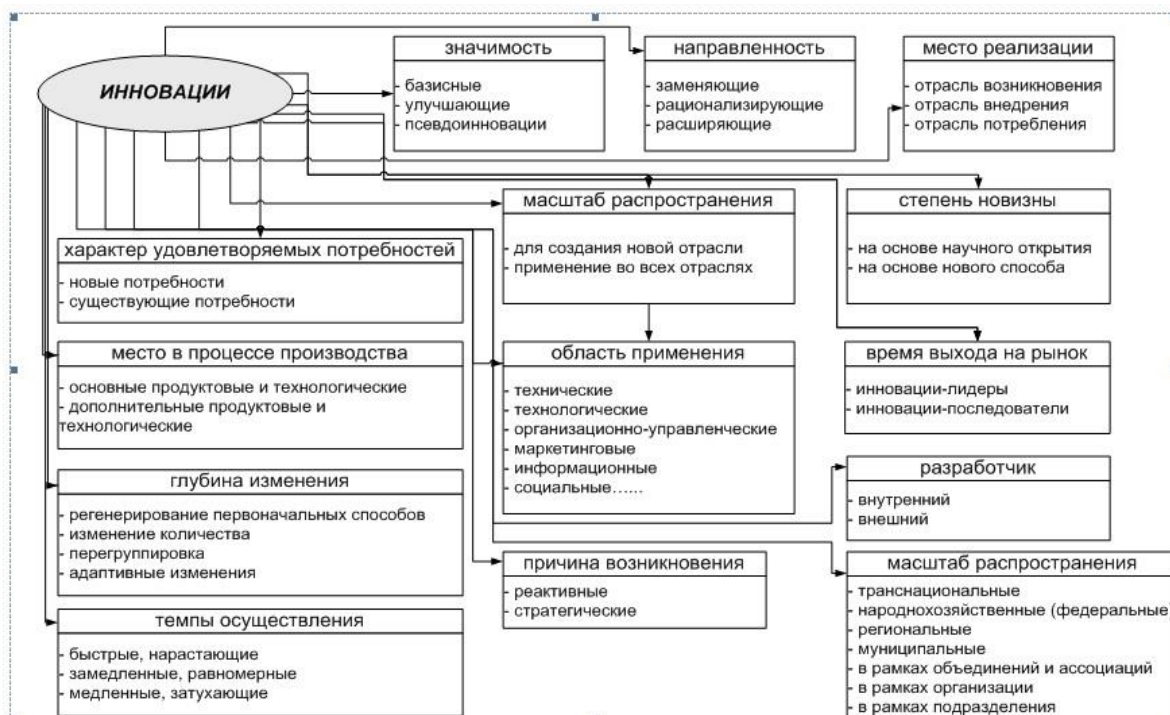 ИННОВАЦИИ
значимость
- базисные
- улучшающие
- псевдоинновации
направленность
- заменяющие
- рационализирующие
- расширяющие
место реализации
- отрасль возникновения
- отрасль внедрения
- отрасль потребления
масштаб распространения
- для создания новой отрасли
- применение во всех отраслях
степень новизны
- на основе научного открытия
- на основе нового способа
характер удовлетворяемых потребностей
- новые потребности
- существующие потребности
место в процессе производства
- основные продуктовые и технологические
- дополнительные продуктовые и
технологические
область применения
- технические
- технологические
- организационно-управленческие
- маркетинговые
- информационные
- социальные......
время выхода на рынок
- инновации-лидеры
- инновации-последователи
глубина изменения
- регенерирование первоначальных способов
- изменение количества
- перегруппировка
- адаптивные изменения
разработчик
- внутренний
- внешний
причина возникновения
- реактивные
- стратегические
масштаб распространения
- транснациональные
- народнохозяйственные (федеральные)
- региональные
- муниципальные
- в рамках объединений и ассоциаций
- в рамках организации
- в рамках подразделения
темпы осуществления
- быстрые, нарастающие
- замедленные, равномерные
- медленные, затухающие